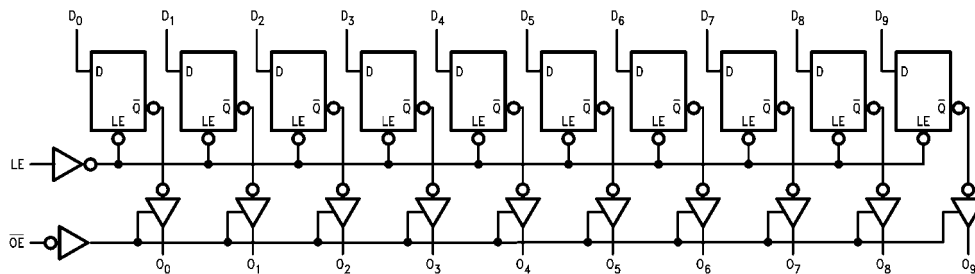 D0 D1 D2 D3 D4 D5 D6 D7 D8 D9
D D D D D D D D D D
Q̅ Q̅ Q̅ Q̅ Q̅ Q̅ Q̅ Q̅ Q̅ Q̅
LE LE LE LE LE LE LE LE LE LE
LE
O̅E̅
O0 O1 O2 O3 O4 O5 O6 O7 O8 O9